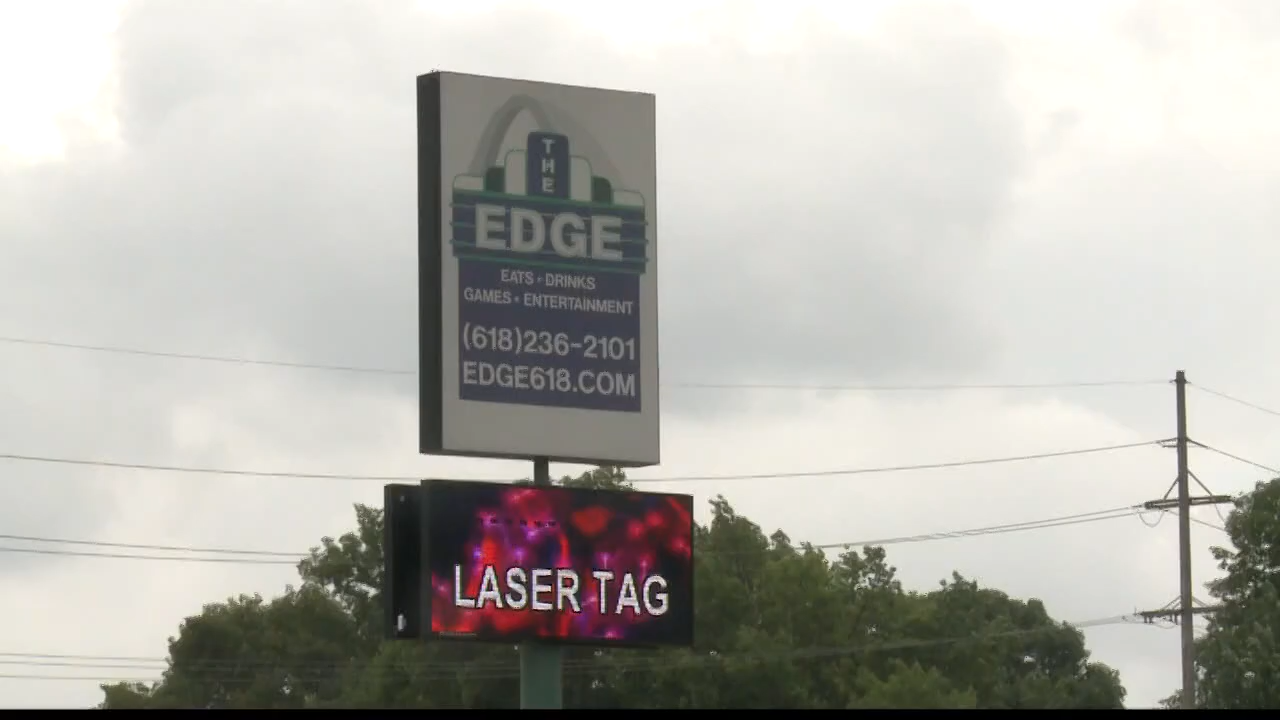 THE
EDGE
EATS • DRINKS
GAMES • ENTERTAINMENT
(618)236-2101
EDGE618.COM
LASER TAG